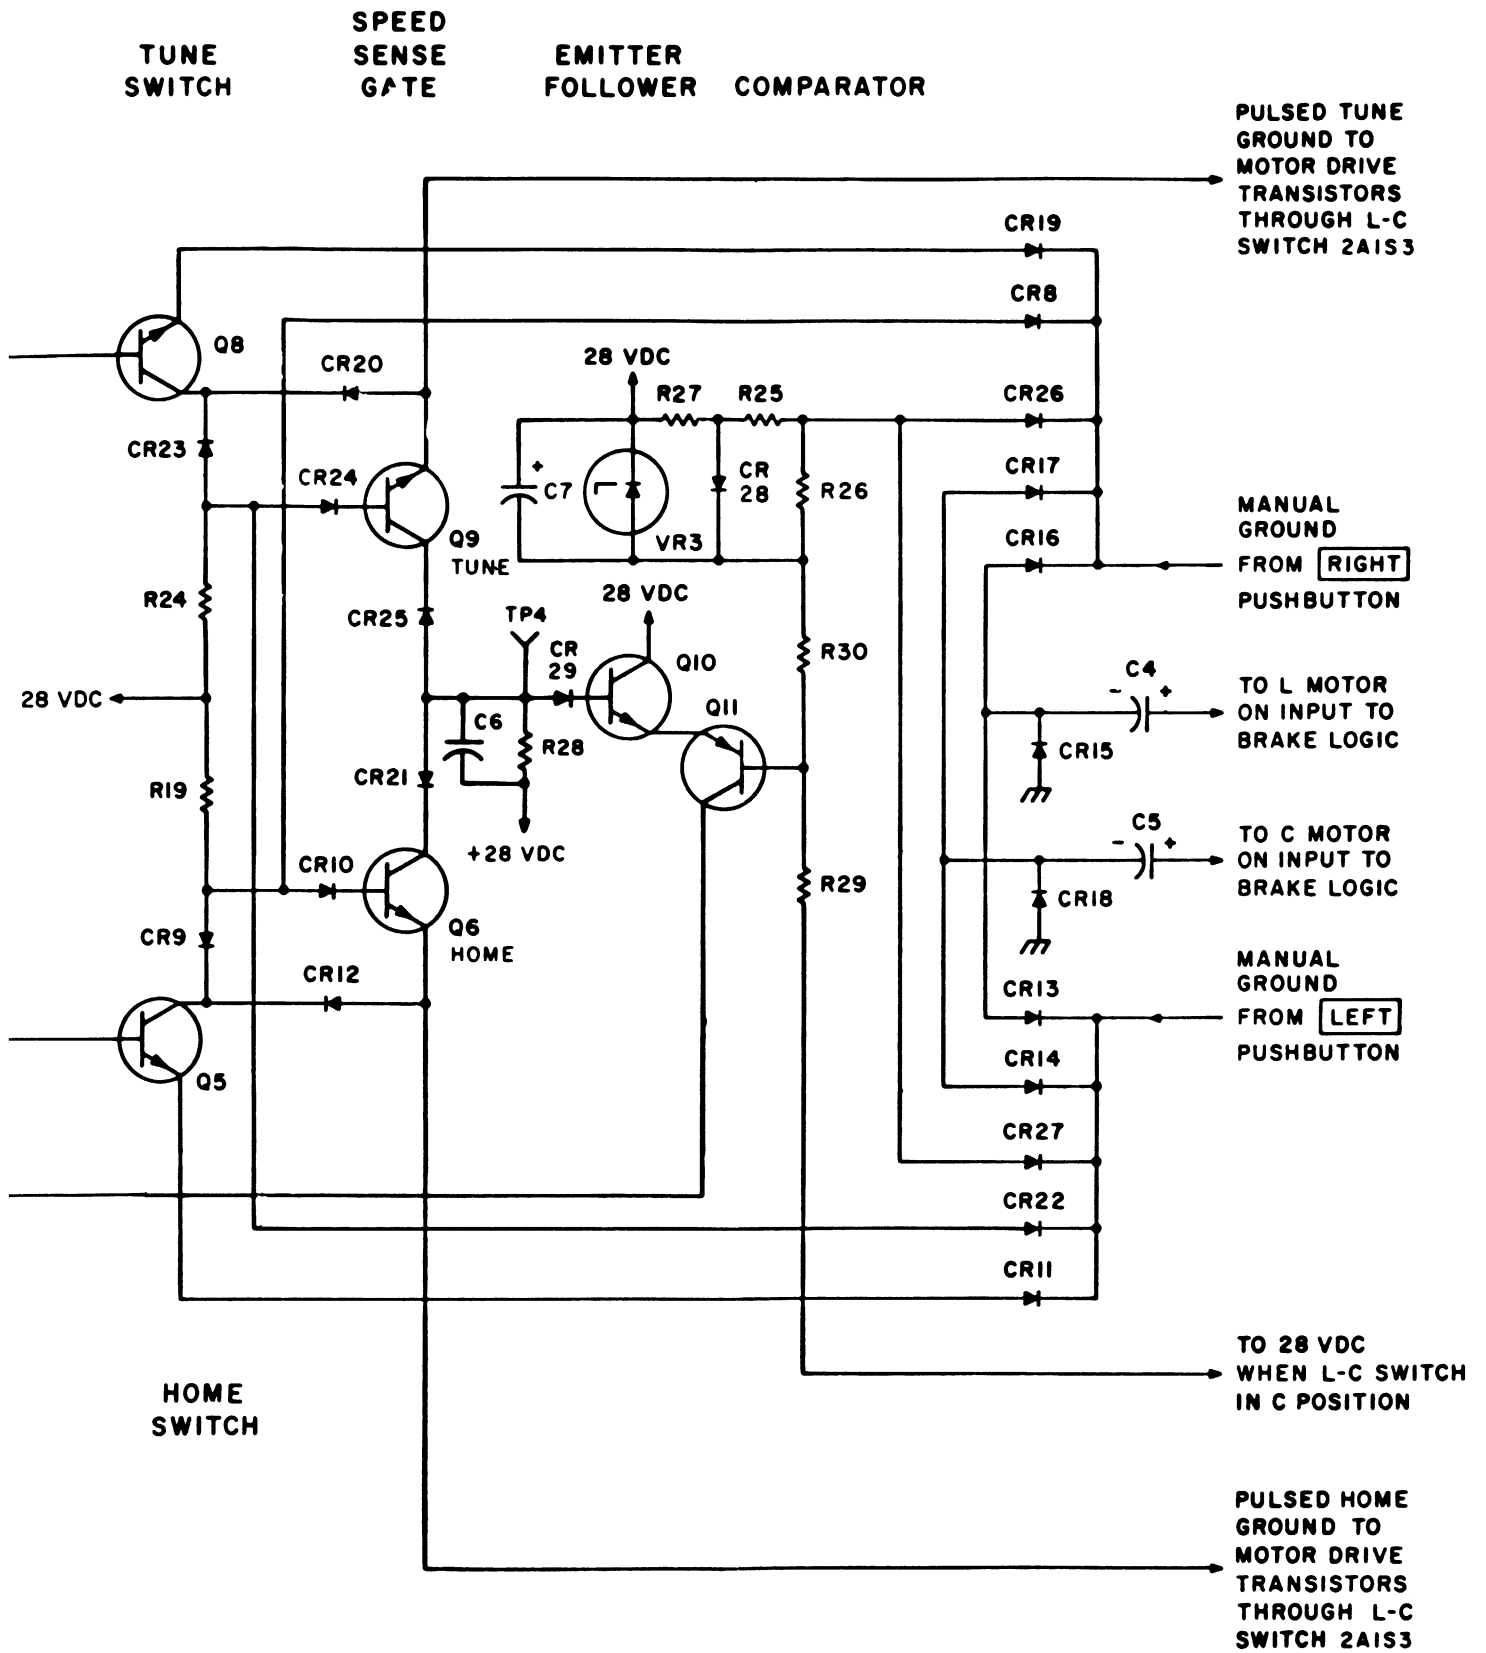 SPEED
SENSE
GATE
TUNE
SWITCH
EMITTER
FOLLOWER
COMPARATOR
PULSED TUNE
GROUND TO
MOTOR DRIVE
TRANSISTORS
THROUGH L-C
SWITCH 2A1S3
CR19
CR8
Q8
CR20
28 VDC
R27
R25
CR26
CR23
CR24
+
C7
CR
28
R26
CR17
VR3
Q9
TUNE
CR16
MANUAL
GROUND
FROM RIGHT
PUSHBUTTON
R24
CR25
TP4
28 VDC
CR
29
Q10
R30
28 VDC
C6
R28
Q11
C4
- +
TO L MOTOR
ON INPUT TO
BRAKE LOGIC
CR15
R19
CR21
+28 VDC
C5
- +
TO C MOTOR
ON INPUT TO
BRAKE LOGIC
CR18
CR10
R29
Q6
HOME
CR9
CR12
MANUAL
GROUND
FROM LEFT
PUSHBUTTON
CR13
Q5
CR14
CR27
CR22
CR11
TO 28 VDC
WHEN L-C SWITCH
IN C POSITION
HOME
SWITCH
PULSED HOME
GROUND TO
MOTOR DRIVE
TRANSISTORS
THROUGH L-C
SWITCH 2A1S3